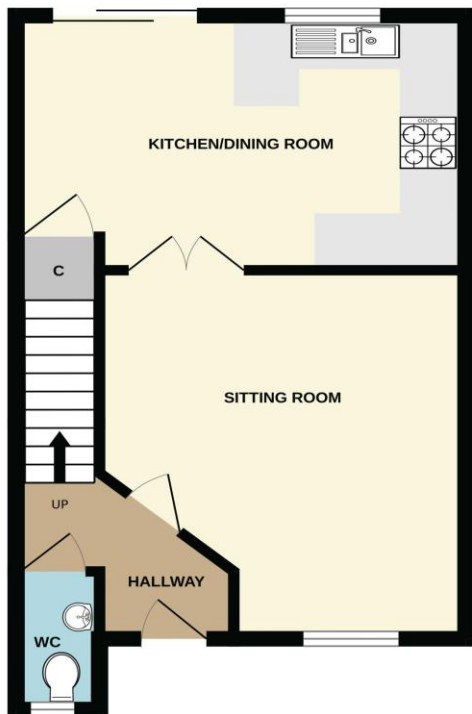 KITCHEN/DINING ROOM
C
SITTING ROOM
UP
HALLWAY
WC